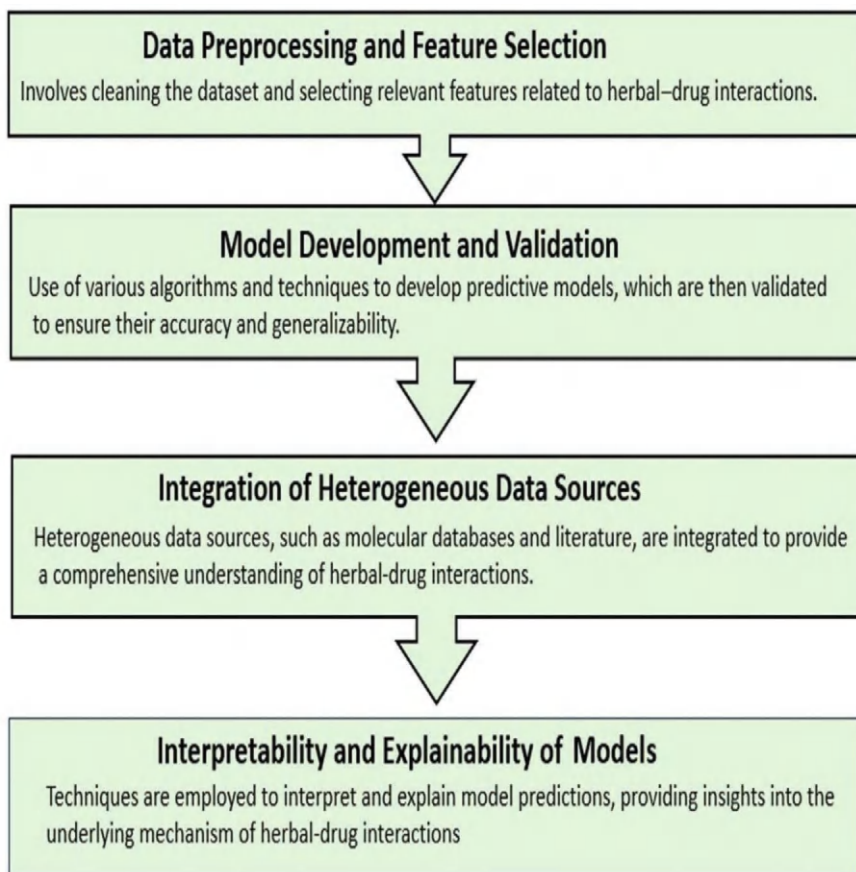 Data Preprocessing and Feature Selection
Involves cleaning the dataset and selecting relevant features related to herbal–drug interactions.
Model Development and Validation
Use of various algorithms and techniques to develop predictive models, which are then validated
to ensure their accuracy and generalizability.
Integration of Heterogeneous Data Sources
Heterogeneous data sources, such as molecular databases and literature, are integrated to provide
a comprehensive understanding of herbal-drug interactions.
Interpretability and Explainability of Models
Techniques are employed to interpret and explain model predictions, providing insights into the
underlying mechanism of herbal-drug interactions